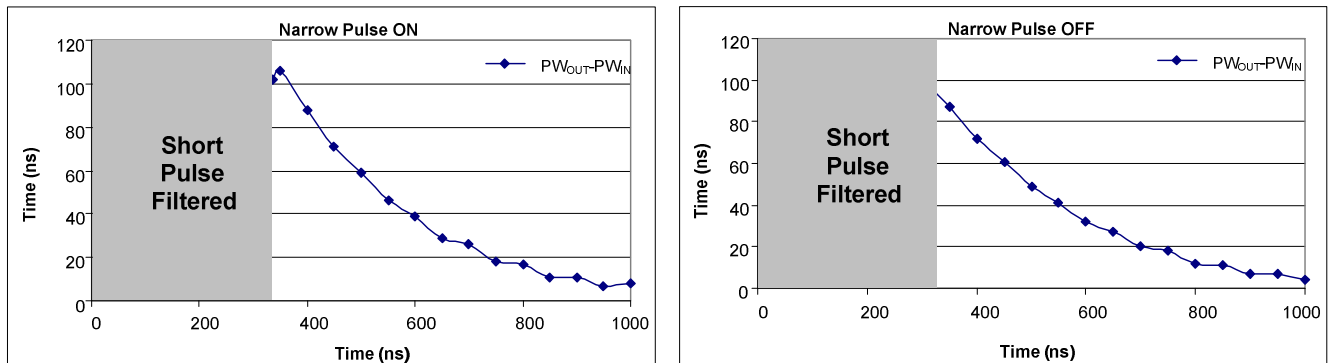 Narrow Pulse ON
120
100
80
60
40
20
0
Time (ns)
Short
Pulse
Filtered
PWOUT-PWIN
0 200 400 600 800 1000
Time (ns)
Narrow Pulse OFF
120
100
80
60
40
20
0
Time (ns)
Short
Pulse
Filtered
PWOUT-PWIN
0 200 400 600 800 1000
Time (ns)